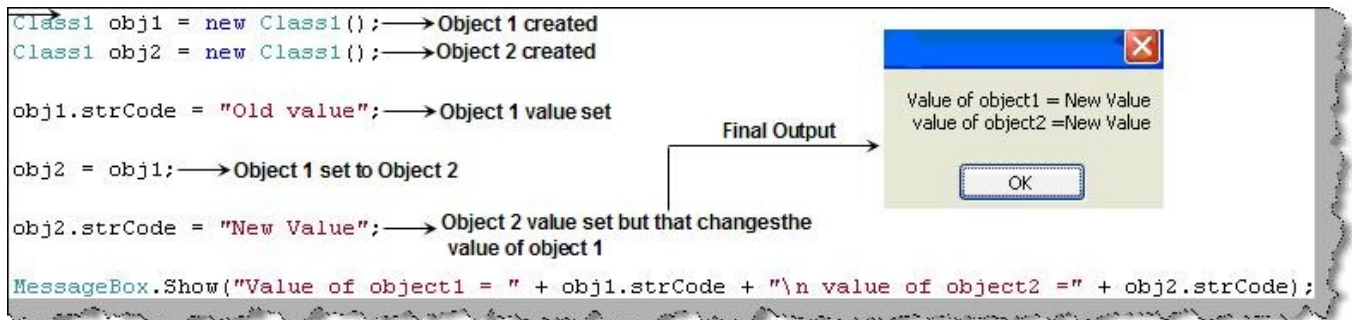 Class1 obj1 = new Class1(); Object 1 created
Class1 obj2 = new Class1(); Object 2 created
obj1.strCode = "Old value"; Object 1 value set
obj2 = obj1; Object 1 set to Object 2
obj2.strCode = "New Value"; Object 2 value set but that changesthe
value of object 1
Final Output
Value of object1 = New Value
value of object2 =New Value
OK
MessageBox.Show("Value of object1 = " + obj1.strCode + "\n value of object2 =" + obj2.strCode);